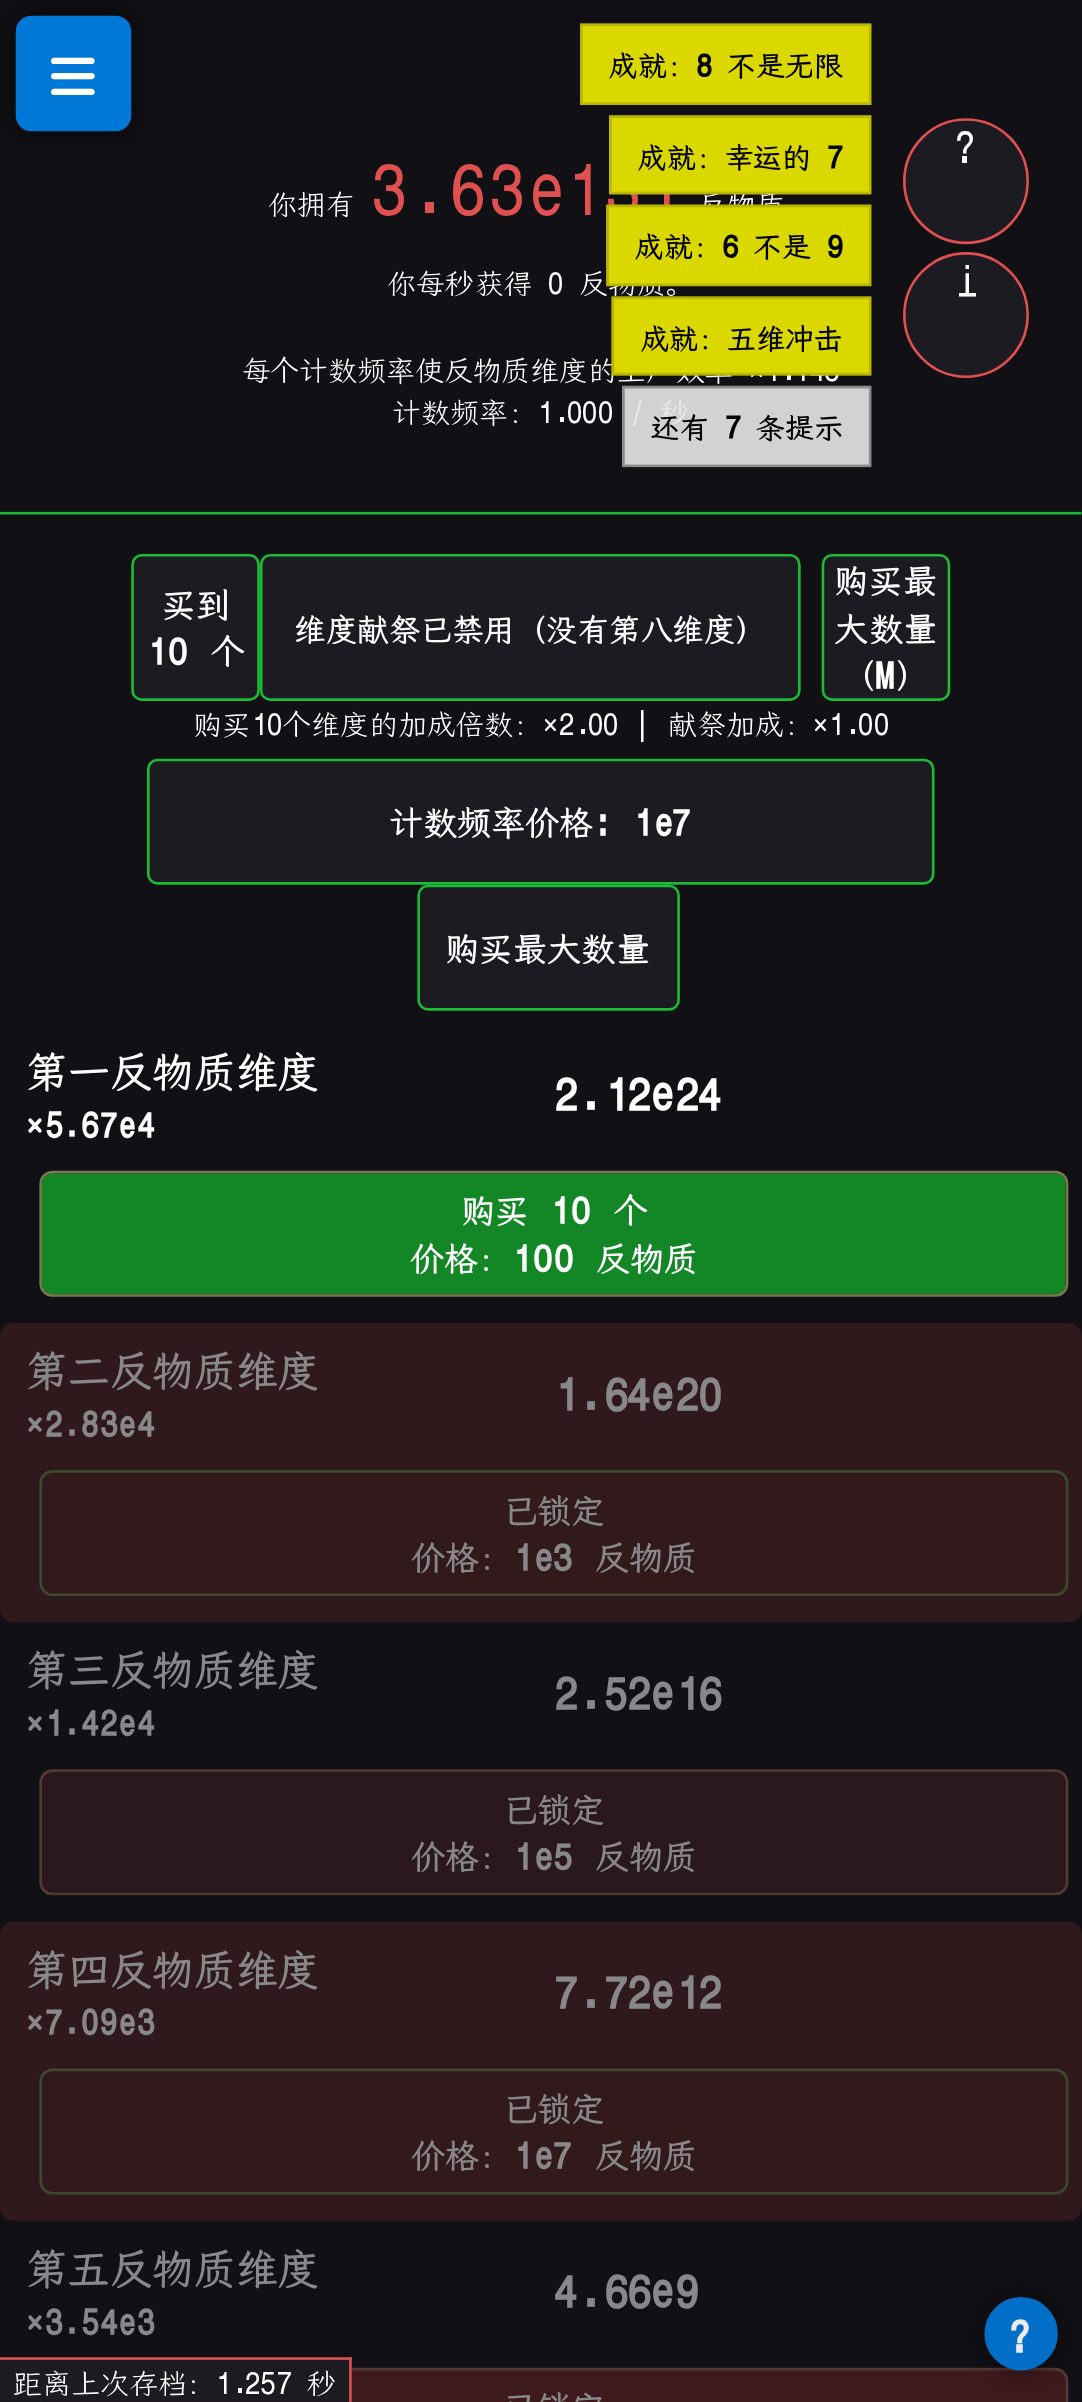 成就: 8 不是无限
成就: 幸运的 7
成就: 6 不是 9
成就: 五维冲击
还有 7 条提示
?
i
你拥有 3.63e1
你每秒获得 0 反物质。
每个计数频率使反物质维度的
计数频率: 1.000 / 秒
买到
10 个
维度献祭已禁用 (没有第八维度)
购买最
大数量
(M)
购买10个维度的加成倍数: ×2.00 | 献祭加成: ×1.00
计数频率价格: 1e7
购买最大数量
第一反物质维度
×5.67e4
2.12e24
购买 10 个
价格: 100 反物质
第二反物质维度
×2.83e4
1.64e20
已锁定
价格: 1e3 反物质
第三反物质维度
×1.42e4
2.52e16
已锁定
价格: 1e5 反物质
第四反物质维度
×7.09e3
7.72e12
已锁定
价格: 1e7 反物质
第五反物质维度
×3.54e3
4.66e9
?
距离上次存档: 1.257 秒